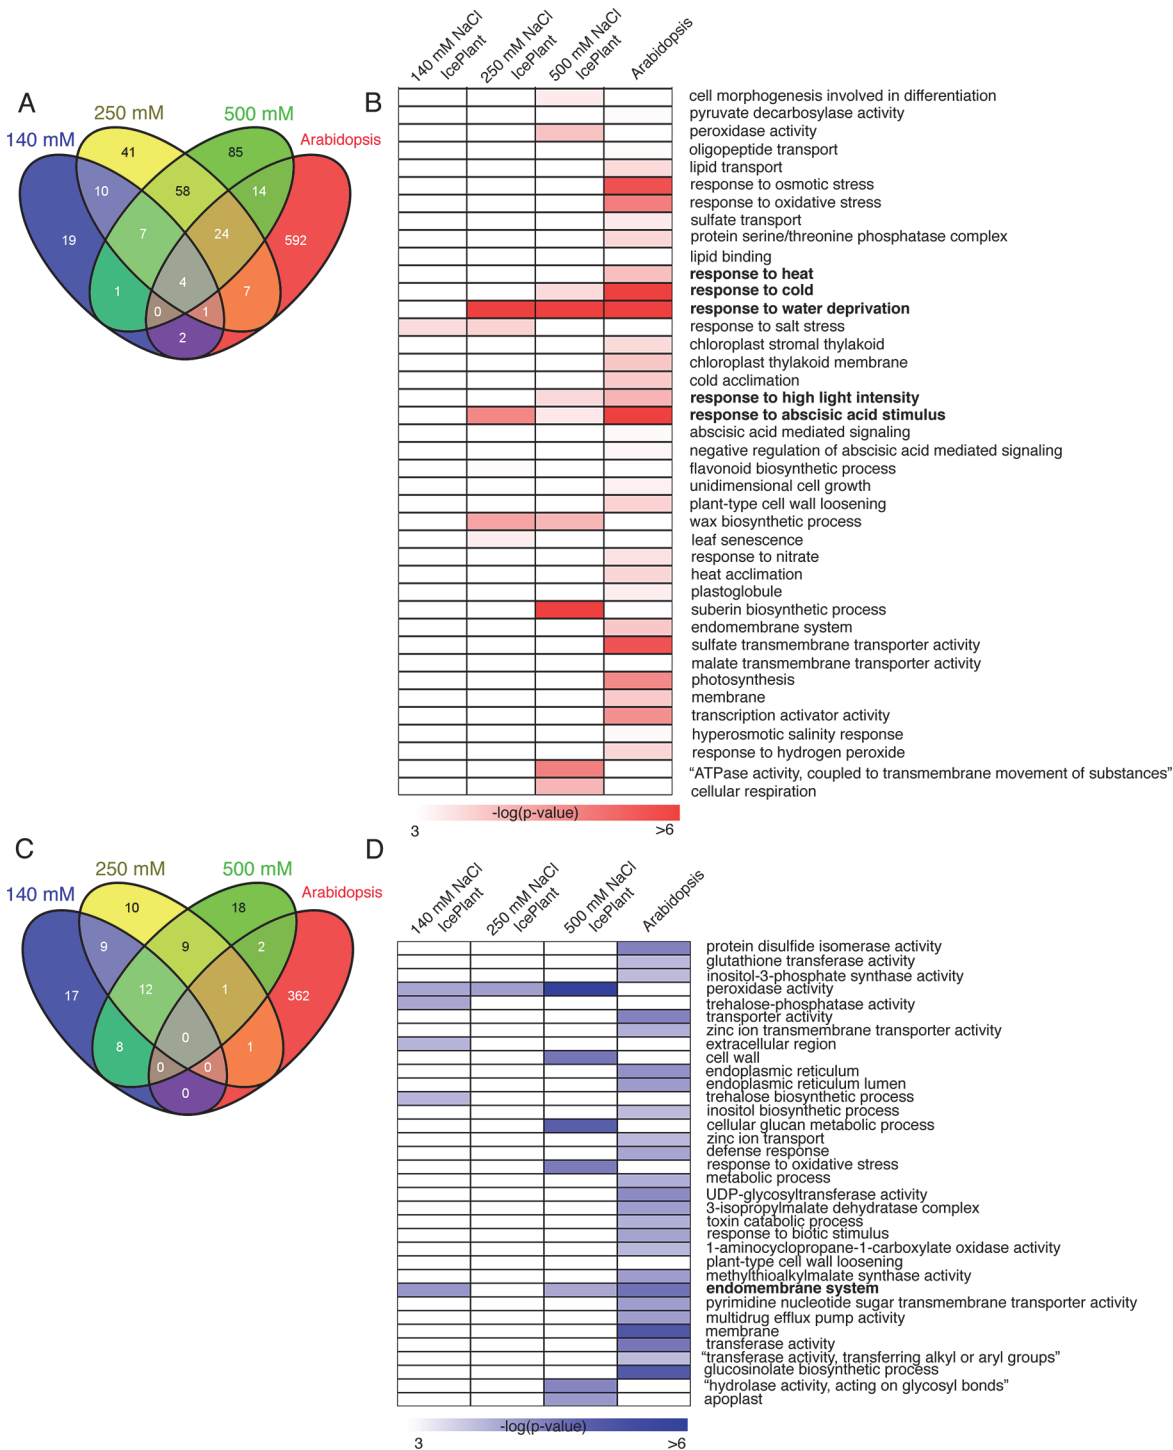 A
250 mM
500 mM
140 mM
Arabidopsis
41
85
10
58
14
19
7
24
592
4
1
7
0
1
2
B
140 mM NaCl
IcePlant
250 mM NaCl
IcePlant
500 mM NaCl
IcePlant
Arabidopsis
cell morphogenesis involved in differentiation
pyruvate decarbosylase activity
peroxidase activity
oligopeptide transport
lipid transport
response to osmotic stress
response to oxidative stress
sulfate transport
protein serine/threonine phosphatase complex
lipid binding
response to heat
response to cold
response to water deprivation
response to salt stress
chloroplast stromal thylakoid
chloroplast thylakoid membrane
cold acclimation
response to high light intensity
response to abscisic acid stimulus
abscisic acid mediated signaling
negative regulation of abscisic acid mediated signaling
flavonoid biosynthetic process
unidimensional cell growth
plant-type cell wall loosening
wax biosynthetic process
leaf senescence
response to nitrate
heat acclimation
plastoglobule
suberin biosynthetic process
endomembrane system
sulfate transmembrane transporter activity
malate transmembrane transporter activity
photosynthesis
membrane
transcription activator activity
hyperosmotic salinity response
response to hydrogen peroxide
“ATPase activity, coupled to transmembrane movement of substances”
cellular respiration
-log(p-value)
3
>6
C
250 mM
500 mM
140 mM
Arabidopsis
10
18
9
9
2
17
12
1
362
0
8
1
0
0
0
D
140 mM NaCl
IcePlant
250 mM NaCl
IcePlant
500 mM NaCl
IcePlant
Arabidopsis
protein disulfide isomerase activity
glutathione transferase activity
inositol-3-phosphate synthase activity
peroxidase activity
trehalose-phosphatase activity
transporter activity
zinc ion transmembrane transporter activity
extracellular region
cell wall
endoplasmic reticulum
endoplasmic reticulum lumen
trehalose biosynthetic process
inositol biosynthetic process
cellular glucan metabolic process
zinc ion transport
defense response
response to oxidative stress
metabolic process
UDP-glycosyltransferase activity
3-isopropylmalate dehydratase complex
toxin catabolic process
response to biotic stimulus
1-aminocyclopropane-1-carboxylate oxidase activity
plant-type cell wall loosening
methylthioalkylmalate synthase activity
endomembrane system
pyrimidine nucleotide sugar transmembrane transporter activity
multidrug efflux pump activity
membrane
transferase activity
“transferase activity, transferring alkyl or aryl groups”
glucosinolate biosynthetic process
“hydrolase activity, acting on glycosyl bonds”
apoplast
-log(p-value)
3
>6